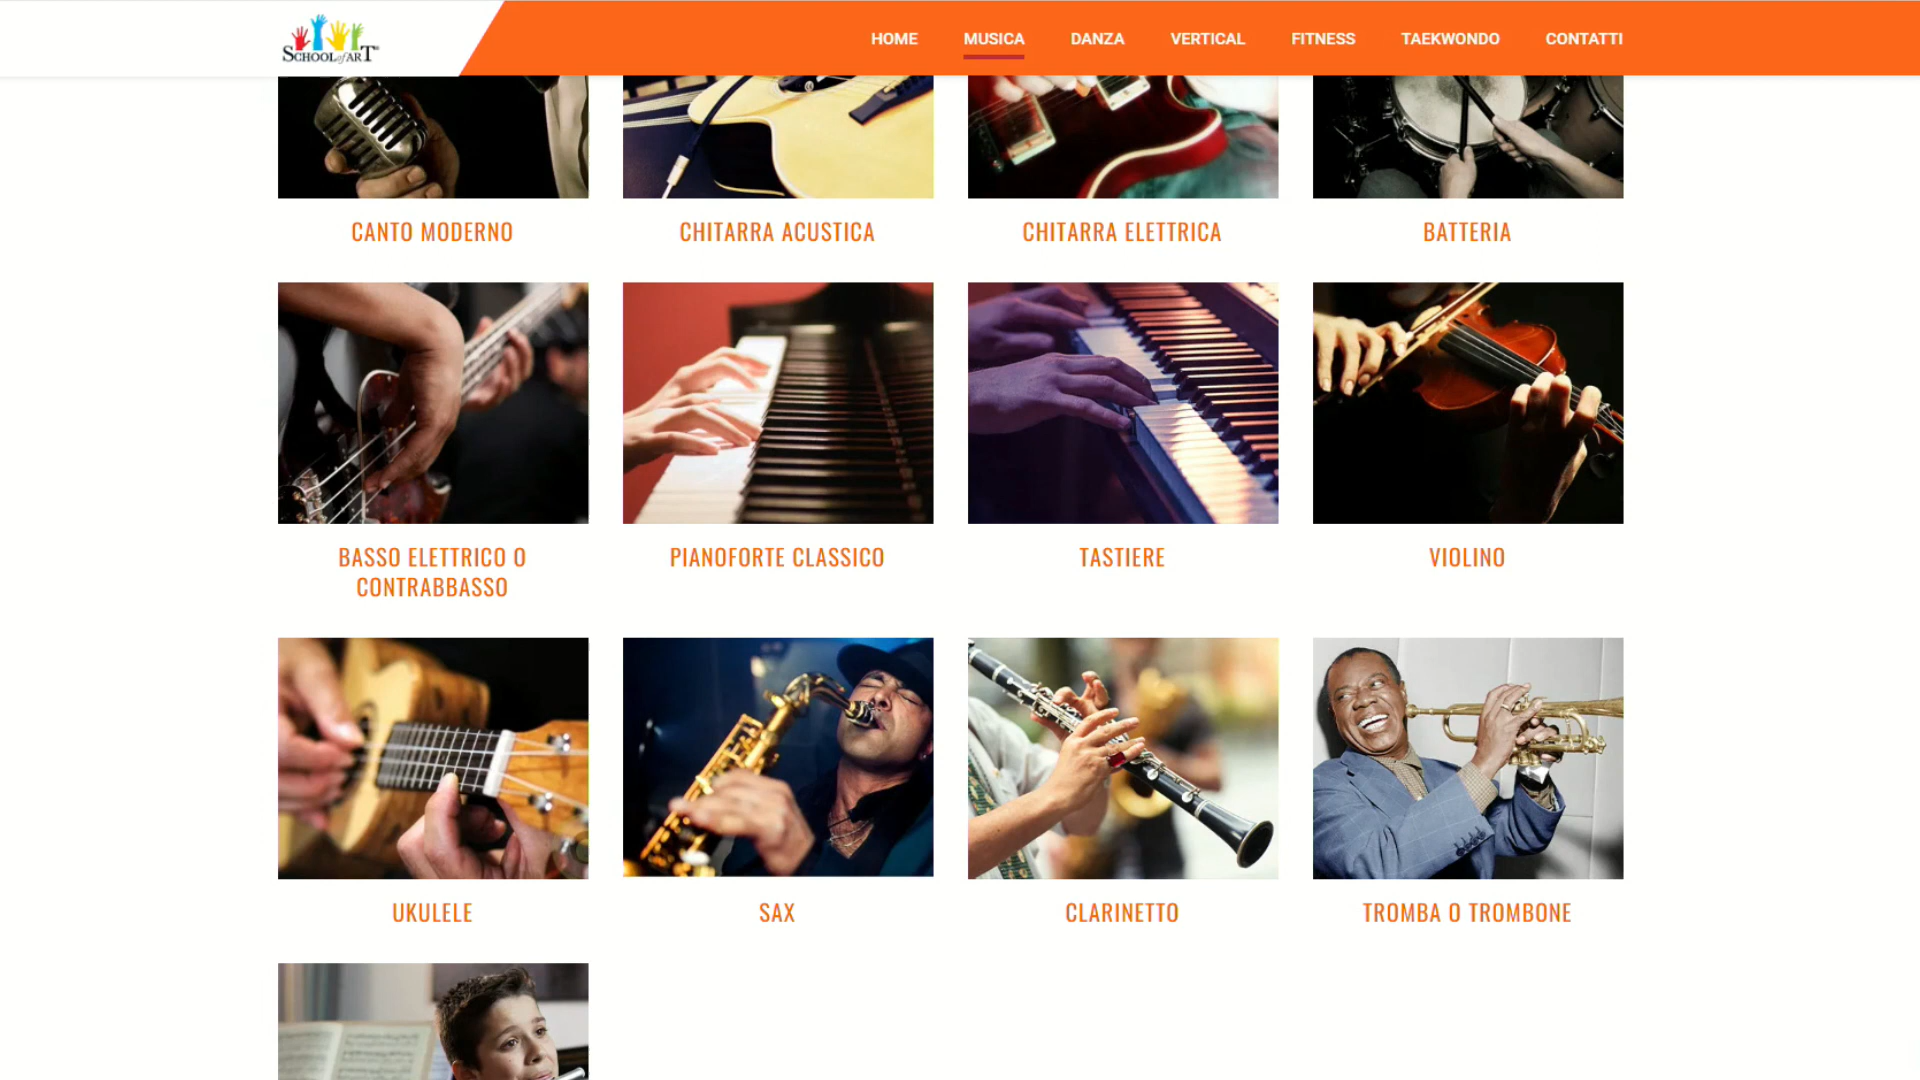 SCHOOL of ART
HOME MUSICA DANZA VERTICAL FITNESS TAEKWONDO CONTATTI
CANTO MODERNO
CHITARRA ACUSTICA
CHITARRA ELETTRICA
BATTERIA
BASSO ELETTRICO O
CONTRABBASSO
PIANOFORTE CLASSICO
TASTIERE
VIOLINO
UKULELE
SAX
CLARINETTO
TROMBA O TROMBONE